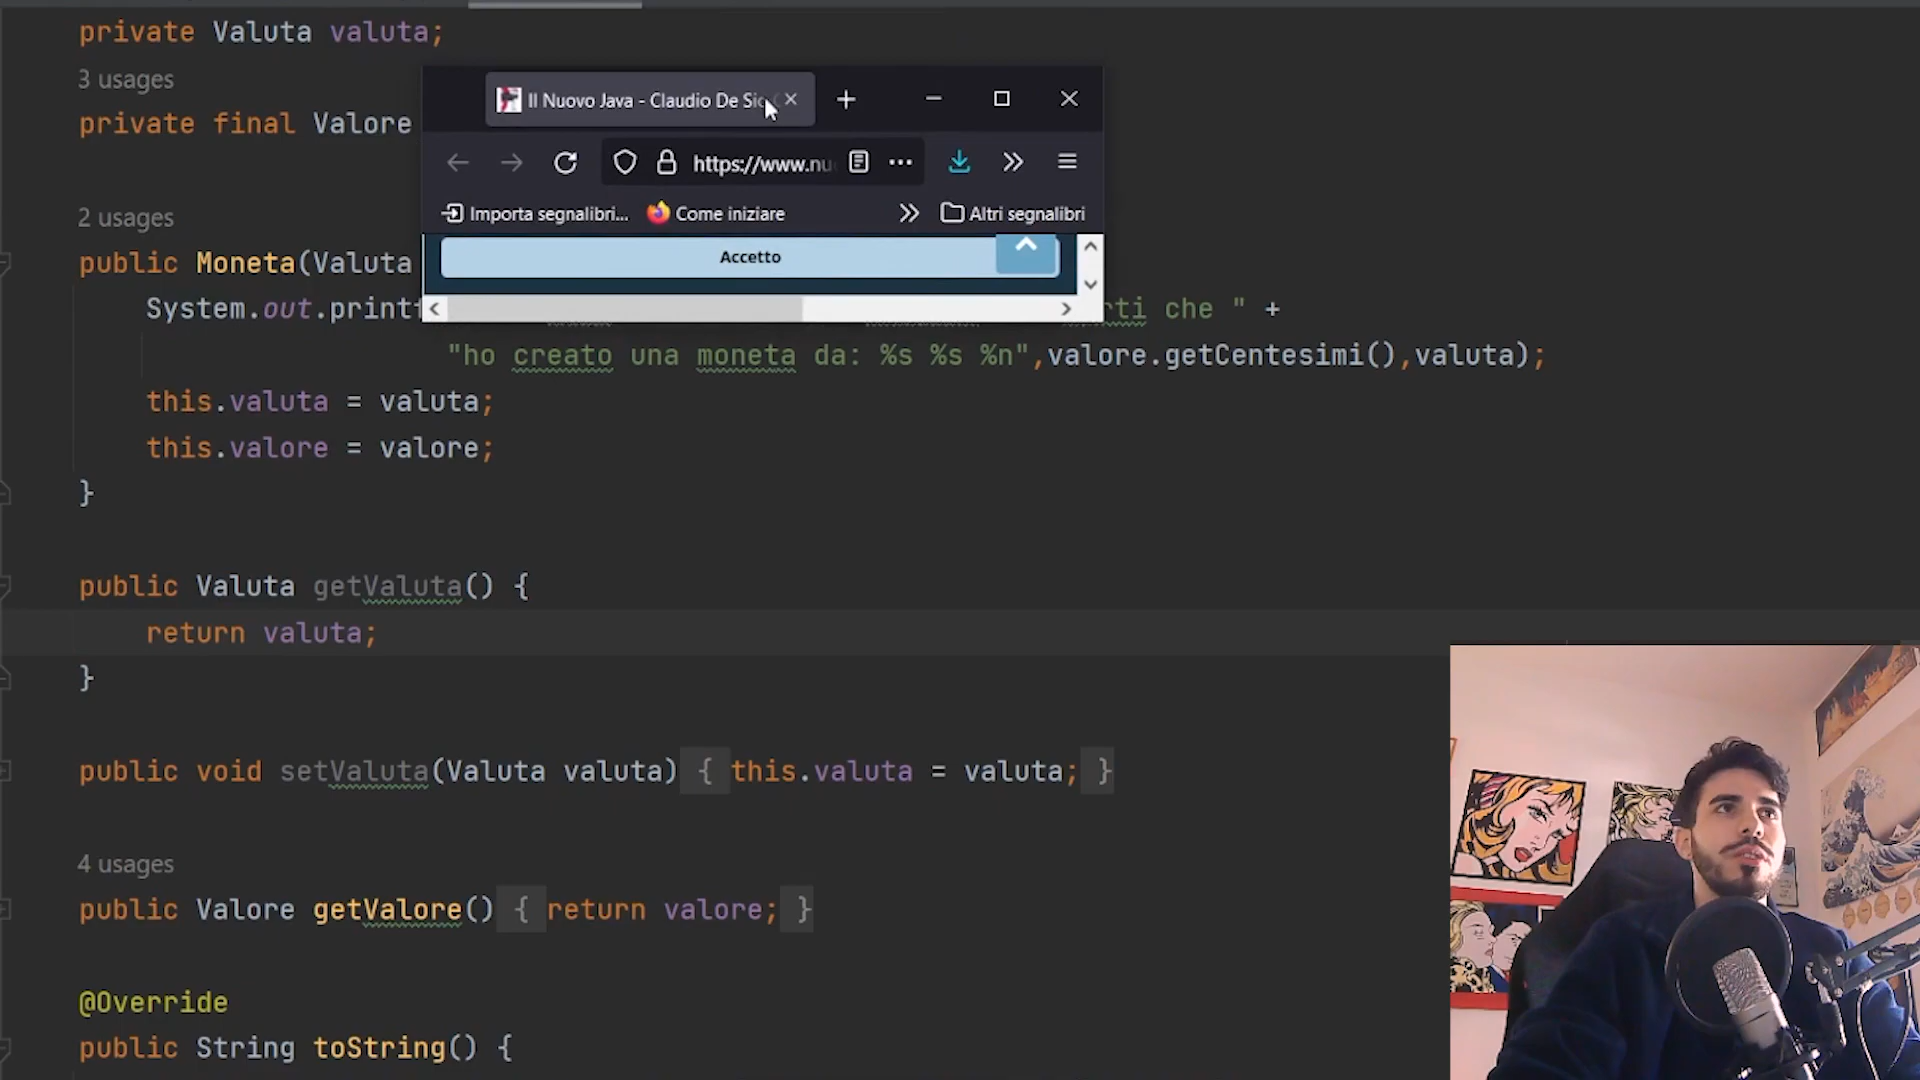 private Valuta valuta;
3 usages
private final Valore
2 usages
public Moneta(Valuta
System.out.printf
che " +
"ho creato una moneta da: %s %s %n",valore.getCentesimi(),valuta);
this.valuta = valuta;
this.valore = valore;
}
public Valuta getValuta() {
return valuta;
}
public void setValuta(Valuta valuta) { this.valuta = valuta; }
4 usages
public Valore getValore() { return valore; }
@Override
public String toString() {
Il Nuovo Java - Claudio De Sio
https://www.nu
Importa segnalibri... Come iniziare Altri segnalibri
Accetto